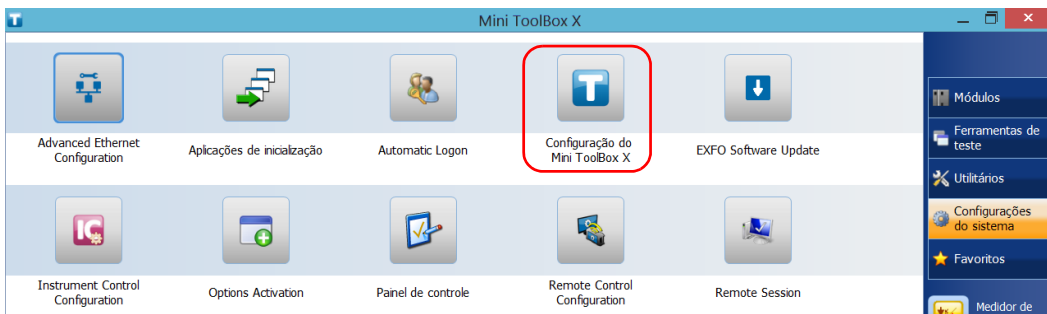 Mini ToolBox X
Advanced Ethernet
Configuration
Aplicações de inicialização
Automatic Logon
Configuração do
Mini ToolBox X
EXFO Software Update
Instrument Control
Configuration
Options Activation
Painel de controle
Remote Control
Configuration
Remote Session
Módulos
Ferramentas de
teste
Utilitários
Configurações
do sistema
Favoritos
Medidor de